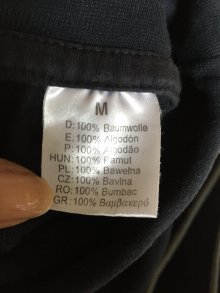 M
D:100% Baumwolle
E:100% Algodón
P:100% Algodão
HUN:100% Pamut
PL:100% Bawełna
CZ:100% Bavlna
RO:100% Bumbac
GR:100% Βαμβακερό